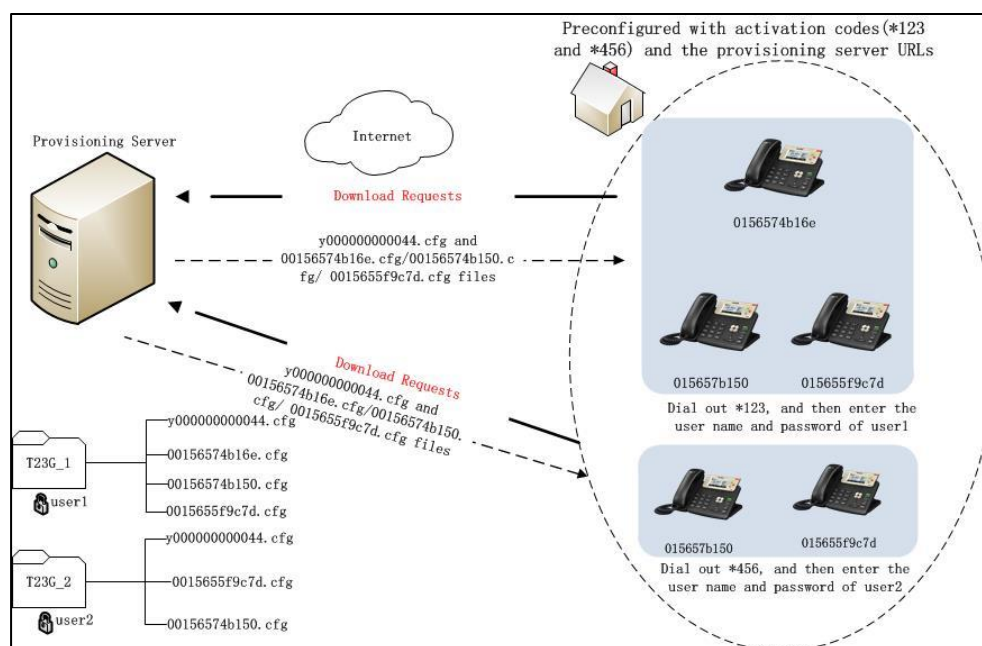 Preconfigured with activation codes(*123
and *456) and the provisioning server URLs
Provisioning Server
Internet
Download Requests
y000000000044.cfg and
00156574b16e.cfg/00156574b150.c
fg/ 0015655f9c7d.cfg files
0156574b16e
015657b150
015655f9c7d
Dial out *123, and then enter the
user name and password of user1
Download Requests
y000000000044.cfg and
00156574b16e.cfg/00156574b150.
cfg/ 0015655f9c7d.cfg files
T23G_1
user1
y000000000044.cfg
00156574b16e.cfg
00156574b150.cfg
0015655f9c7d.cfg
T23G_2
user2
y000000000044.cfg
0015655f9c7d.cfg
00156574b150.cfg
015657b150
015655f9c7d
Dial out *456, and then enter the
user name and password of user2